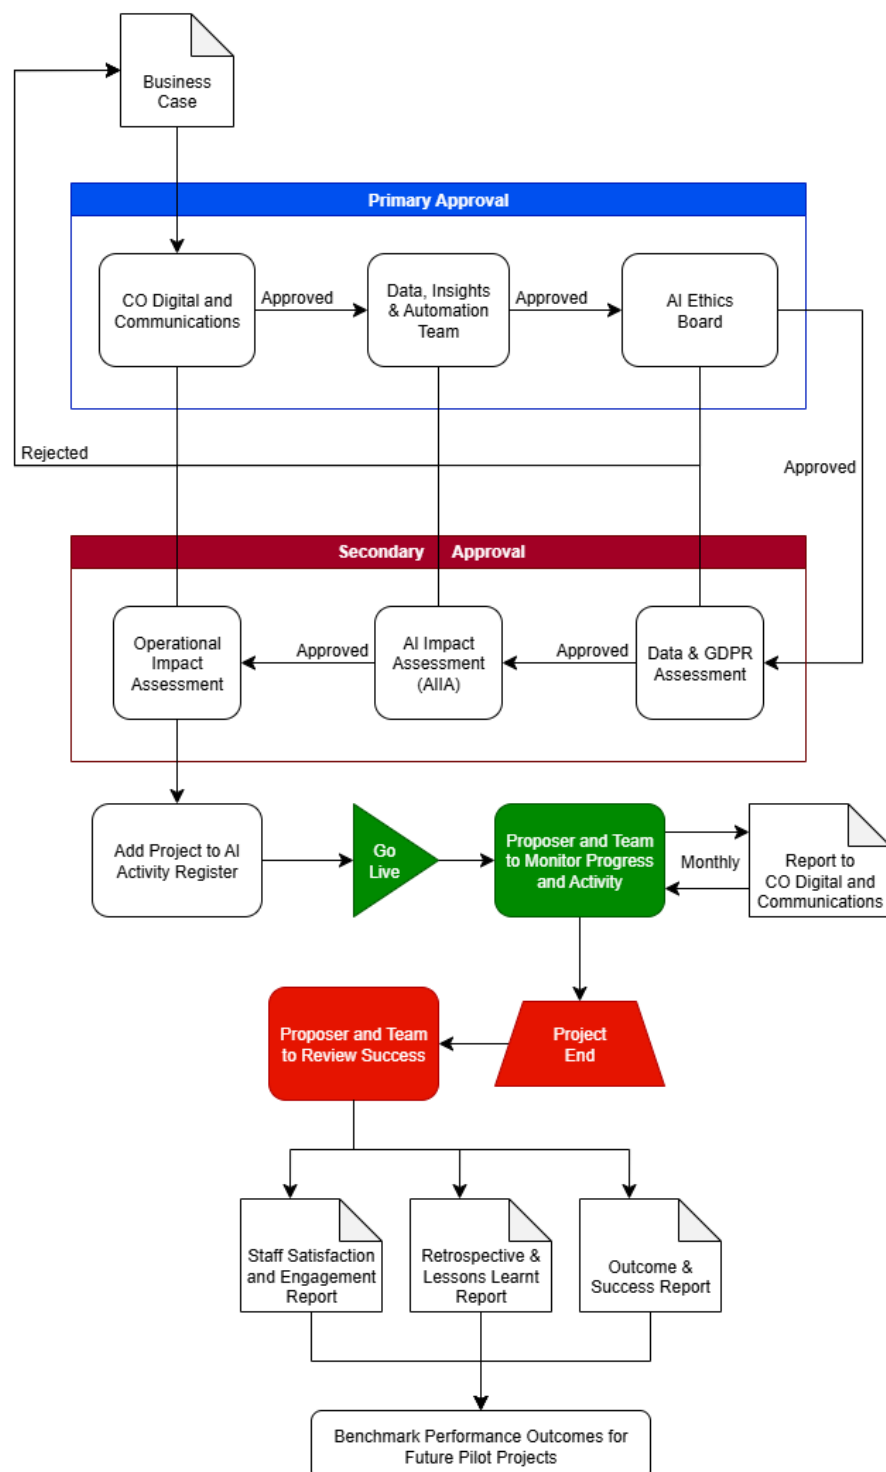 Business
Case
Primary Approval
CO Digital and
Communications
Approved
Data, Insights
& Automation
Team
Approved
AI Ethics
Board
Rejected
Approved
Secondary Approval
Operational
Impact
Assessment
Approved
AI Impact
Assessment
(AIIA)
Approved
Data & GDPR
Assessment
Add Project to AI
Activity Register
Go
Live
Proposer and Team
to Monitor Progress
and Activity
Monthly
Report to
CO Digital and
Communications
Proposer and Team
to Review Success
Project
End
Staff Satisfaction
and Engagement
Report
Retrospective &
Lessons Learnt
Report
Outcome &
Success Report
Benchmark Performance Outcomes for
Future Pilot Projects